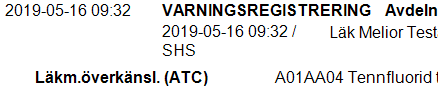 2019-05-16 09:32 VARNINGSREGISTRERING Avdeln
2019-05-16 09:32 / Läk Melior Test
SHS
Läkm.överkänsl. (ATC) A01AA04 Tennfluorid t